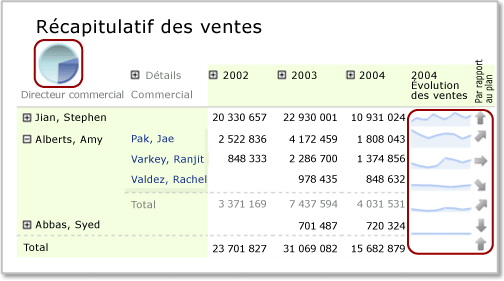 Récapitulatif des ventes
Détails 2002 2003 2004 2004
Évolution
des ventes
Par rapport
au plan
Directeur commercial Commercial
Jian, Stephen 20 330 657 22 930 001 10 931 024
Alberts, Amy Pak, Jae 2 522 836 4 172 459 1 808 043
Varkey, Ranjit 848 333 2 286 700 1 374 856
Valdez, Rachel 978 435 848 632
Total 3 371 169 7 437 594 4 031 531
Abbas, Syed 701 487 720 324
Total 23 701 827 31 069 082 15 682 879